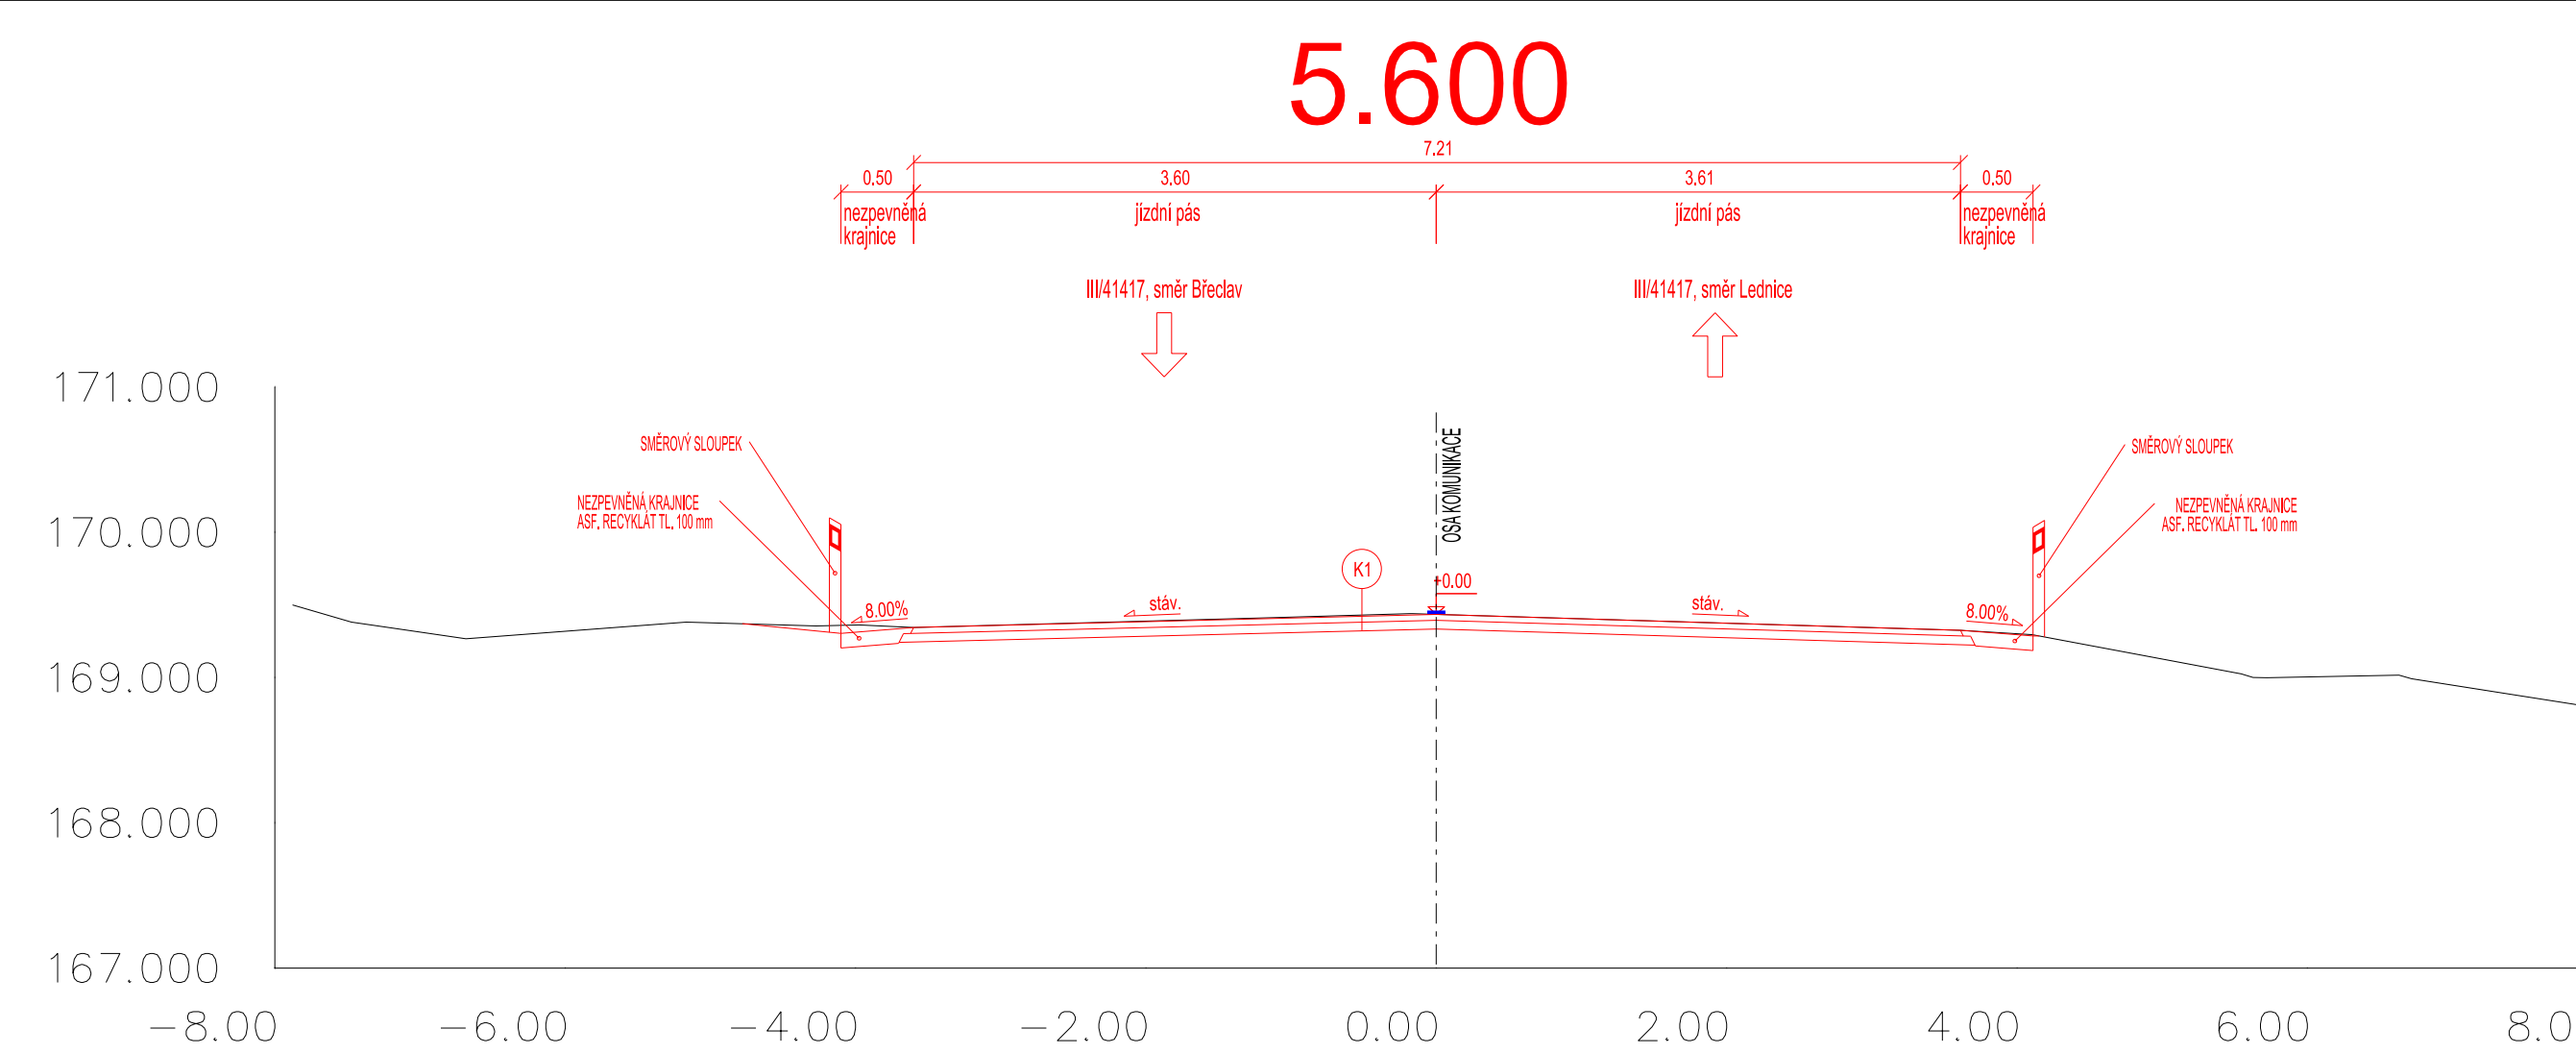 5.600
7.21
0.50
3.60
3.61
0.50
nezpevněná
krajnice
jízdní pás
jízdní pás
nezpevněná
krajnice
III/41417, směr Břeclav
III/41417, směr Lednice
171.000
170.000
169.000
168.000
167.000
SMĚROVÝ SLOUPEK
NEZPEVNĚNÁ KRAJNICE
ASF. RECYKLÁT TL. 100 mm
OSA KOMUNIKACE
SMĚROVÝ SLOUPEK
NEZPEVNĚNÁ KRAJNICE
ASF. RECYKLÁT TL. 100 mm
K1
+0.00
8.00%
stáv.
stáv.
8.00%
-8.00
-6.00
-4.00
-2.00
0.00
2.00
4.00
6.00
8.0